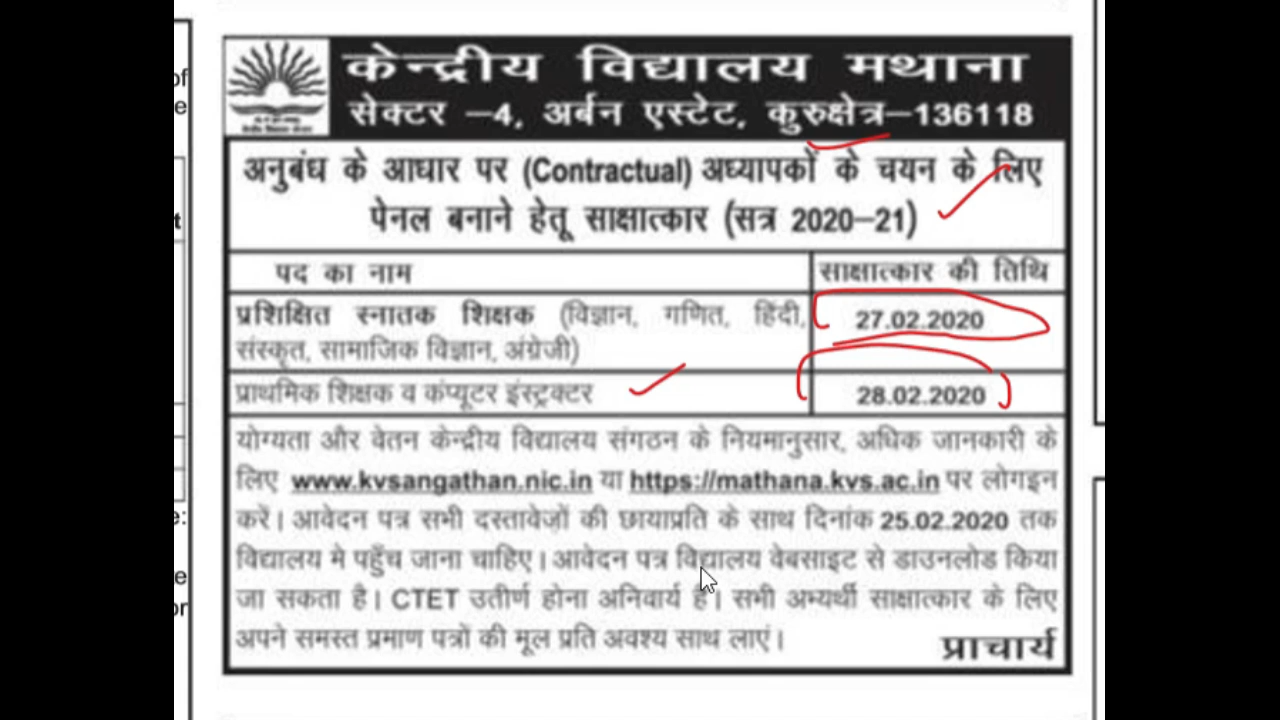 केन्द्रीय विद्यालय मथाना
सेक्टर –4, अर्बन एस्टेट, कुरुक्षेत्र–136118
अनुबंध के आधार पर (Contractual) अध्यापकों के चयन के लिए
पेनल बनाने हेतू साक्षात्कार (सत्र 2020–21)
पद का नाम साक्षात्कार की तिथि
प्रशिक्षित स्नातक शिक्षक (विज्ञान, गणित, हिंदी, 27.02.2020
संस्कृत, सामाजिक विज्ञान, अंग्रेजी)
प्राथमिक शिक्षक व कंप्यूटर इंस्ट्रक्टर 28.02.2020
योग्यता और वेतन केन्द्रीय विद्यालय संगठन के नियमानुसार, अधिक जानकारी के
लिए www.kvsangathan.nic.in या https://mathana.kvs.ac.in पर लोगइन
करें। आवेदन पत्र सभी दस्तावेज़ों की छायाप्रति के साथ दिनांक 25.02.2020 तक
विद्यालय मे पहुँच जाना चाहिए। आवेदन पत्र विद्यालय वेबसाइट से डाउनलोड किया
जा सकता है। CTET उतीर्ण होना अनिवार्य है। सभी अभ्यर्थी साक्षात्कार के लिए
अपने समस्त प्रमाण पत्रों की मूल प्रति अवश्य साथ लाएं।
प्राचार्य